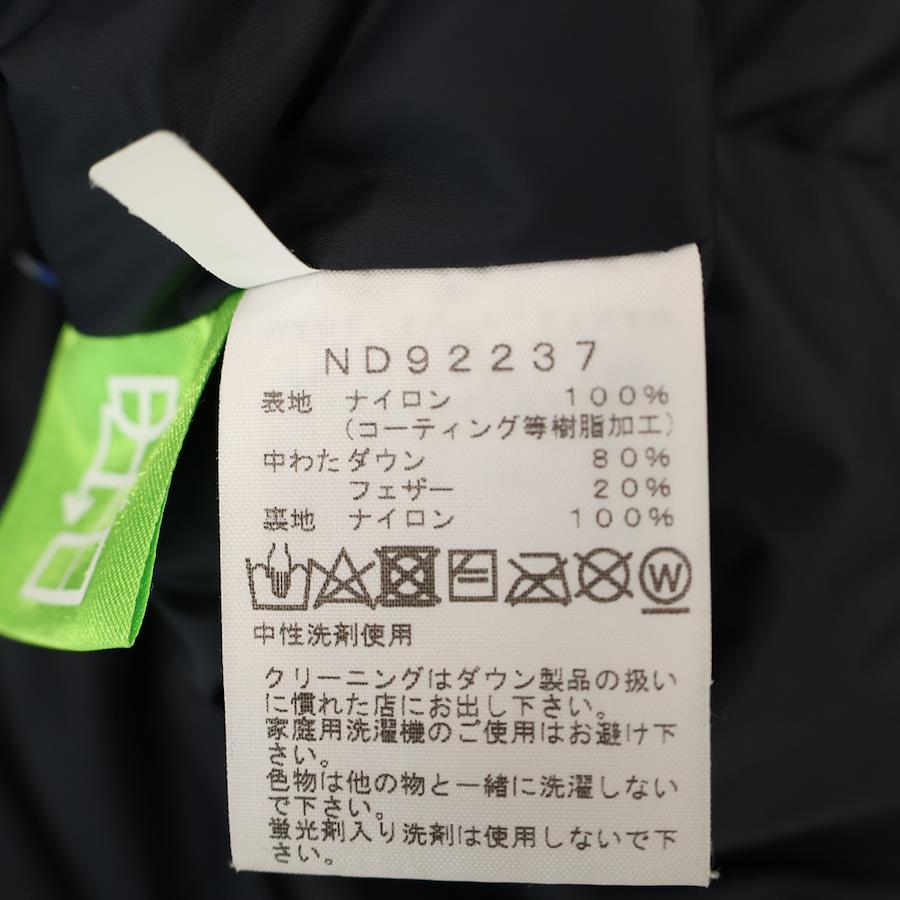 ND92237
表地 ナイロン 100%
(コーティング等樹脂加工)
中わた ダウン 80%
フェザー 20%
裏地 ナイロン 100%
W
中性洗剤使用
クリーニングはダウン製品の扱い
に慣れた店にお出し下さい。
家庭用洗濯機のご使用はお避け下
さい。
色物は他の物と一緒に洗濯しない
で下さい。
蛍光剤入り洗剤は使用しないで下
さい。